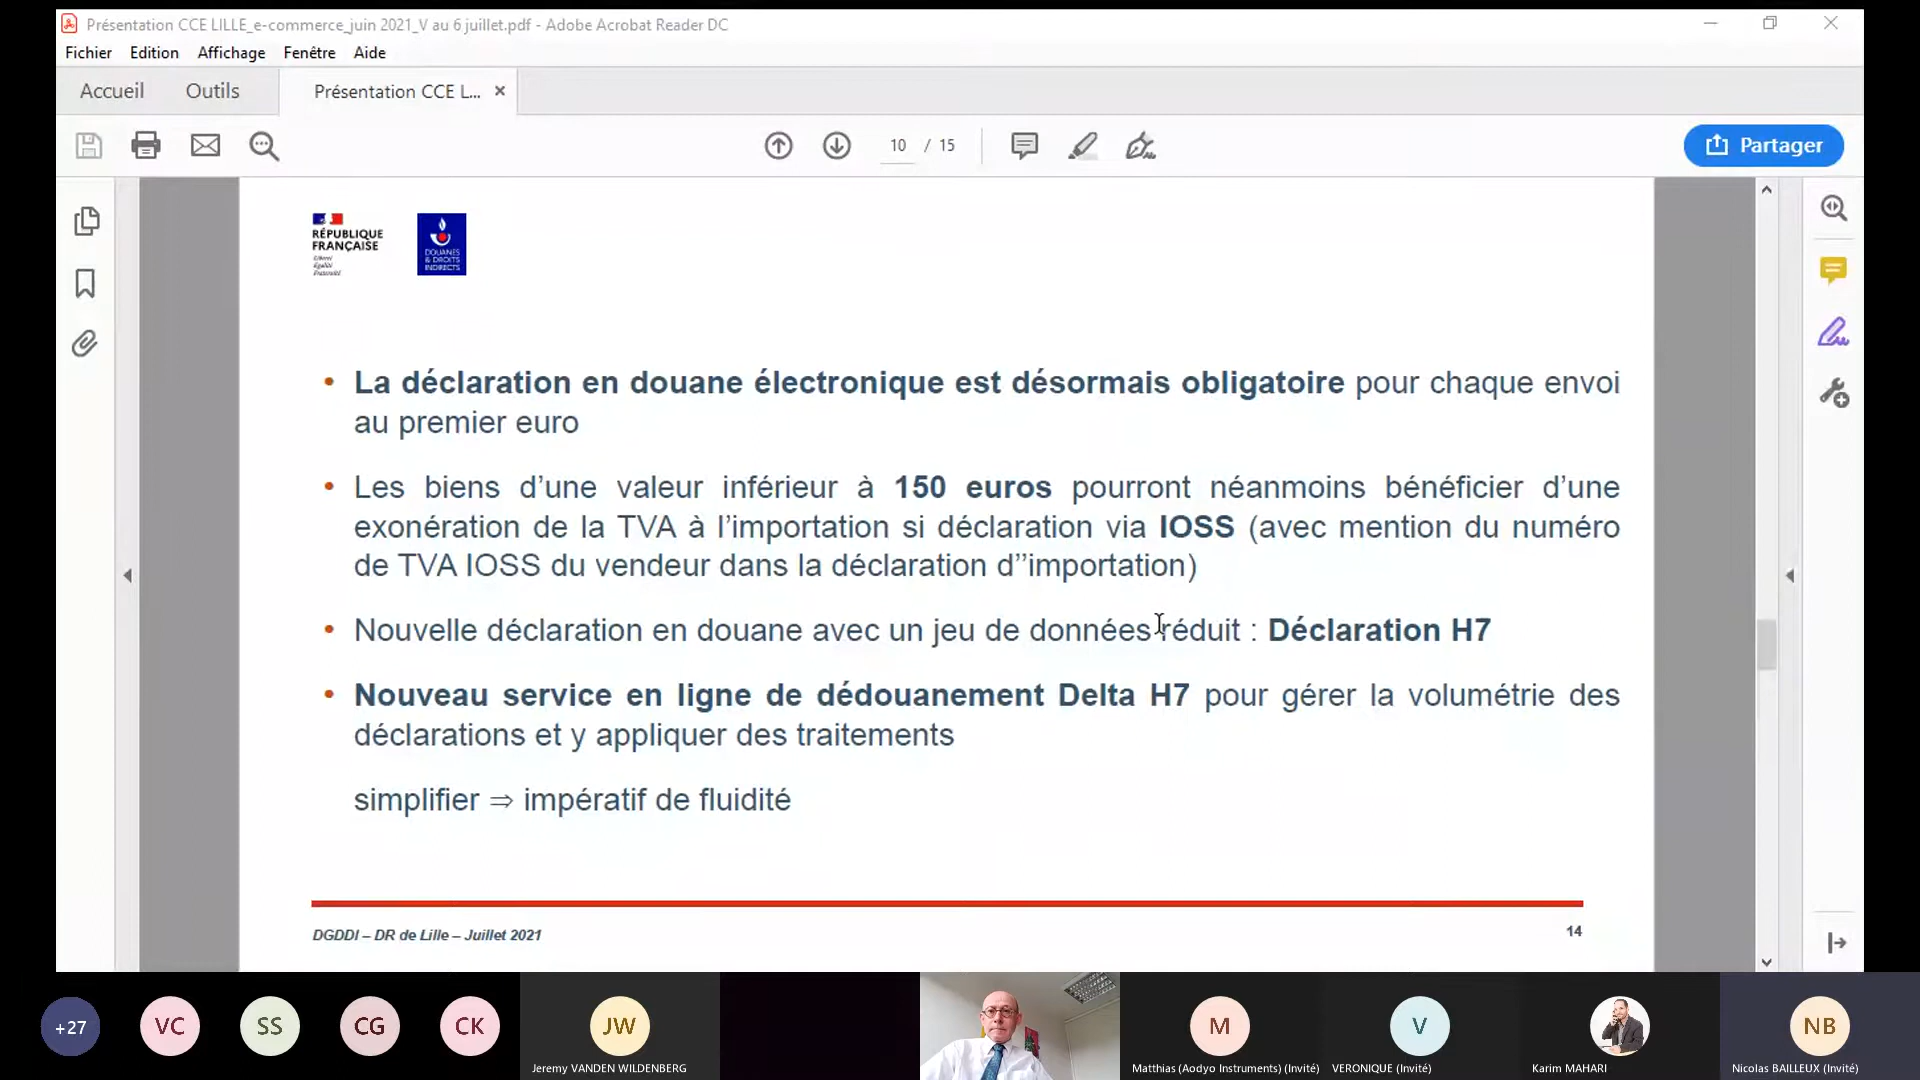 Présentation CCE LILLE_e-commerce_juin 2021_V au 6 juillet.pdf - Adobe Acrobat Reader DC
Fichier Edition Affichage Fenêtre Aide
Accueil Outils Présentation CCE L...
10 / 15
Partager
RÉPUBLIQUE
FRANÇAISE
Liberté
Égalité
Fraternité
DOUANES
& DROITS
INDIRECTS
• La déclaration en douane électronique est désormais obligatoire pour chaque envoi
au premier euro
• Les biens d’une valeur inférieur à 150 euros pourront néanmoins bénéficier d’une
exonération de la TVA à l’importation si déclaration via IOSS (avec mention du numéro
de TVA IOSS du vendeur dans la déclaration d’’importation)
• Nouvelle déclaration en douane avec un jeu de données réduit : Déclaration H7
• Nouveau service en ligne de dédouanement Delta H7 pour gérer la volumétrie des
déclarations et y appliquer des traitements
simplifier ⇒ impératif de fluidité
DGDDI – DR de Lille – Juillet 2021
14
+27 VC SS CG CK JW M V NB
Jeremy VANDEN WILDENBERG Matthias (Aodyo Instruments) (Invité) VERONIQUE (Invité) Karim MAHARI Nicolas BAILLEUX (Invité)